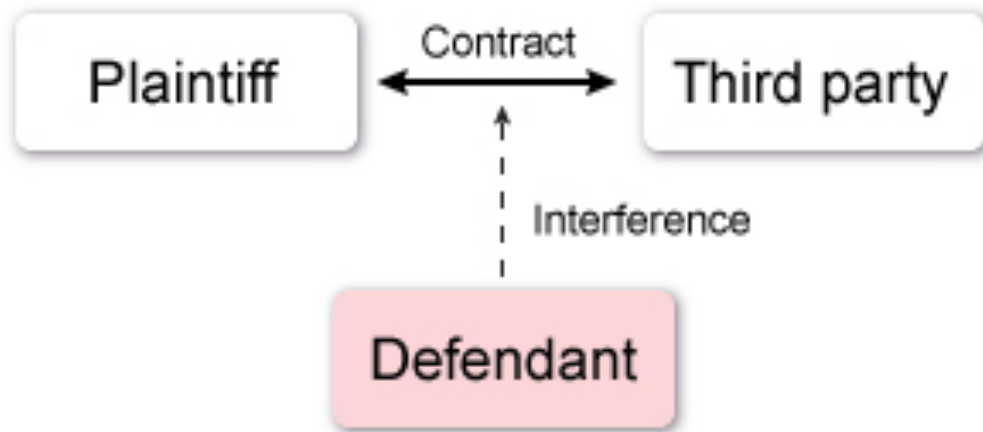 Contract
Plaintiff
Third party
Interference
Defendant